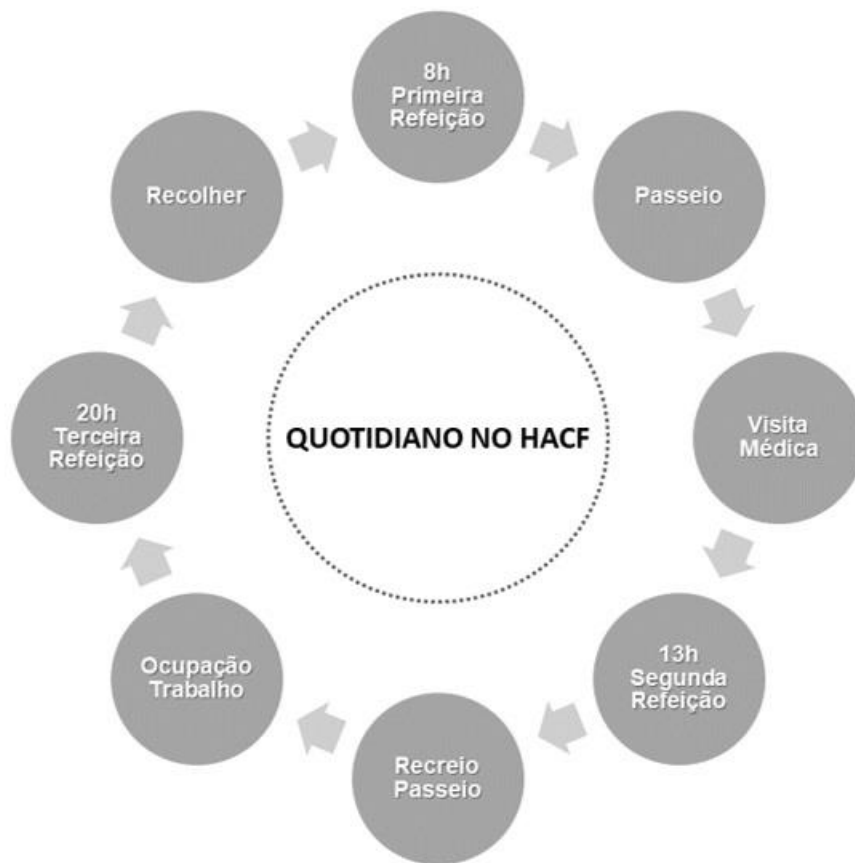 8h
Primeira
Refeição
Passeio
Visita
Médica
13h
Segunda
Refeição
Recreio
Passeio
Ocupação
Trabalho
20h
Terceira
Refeição
Recolher
QUOTIDIANO NO HACF